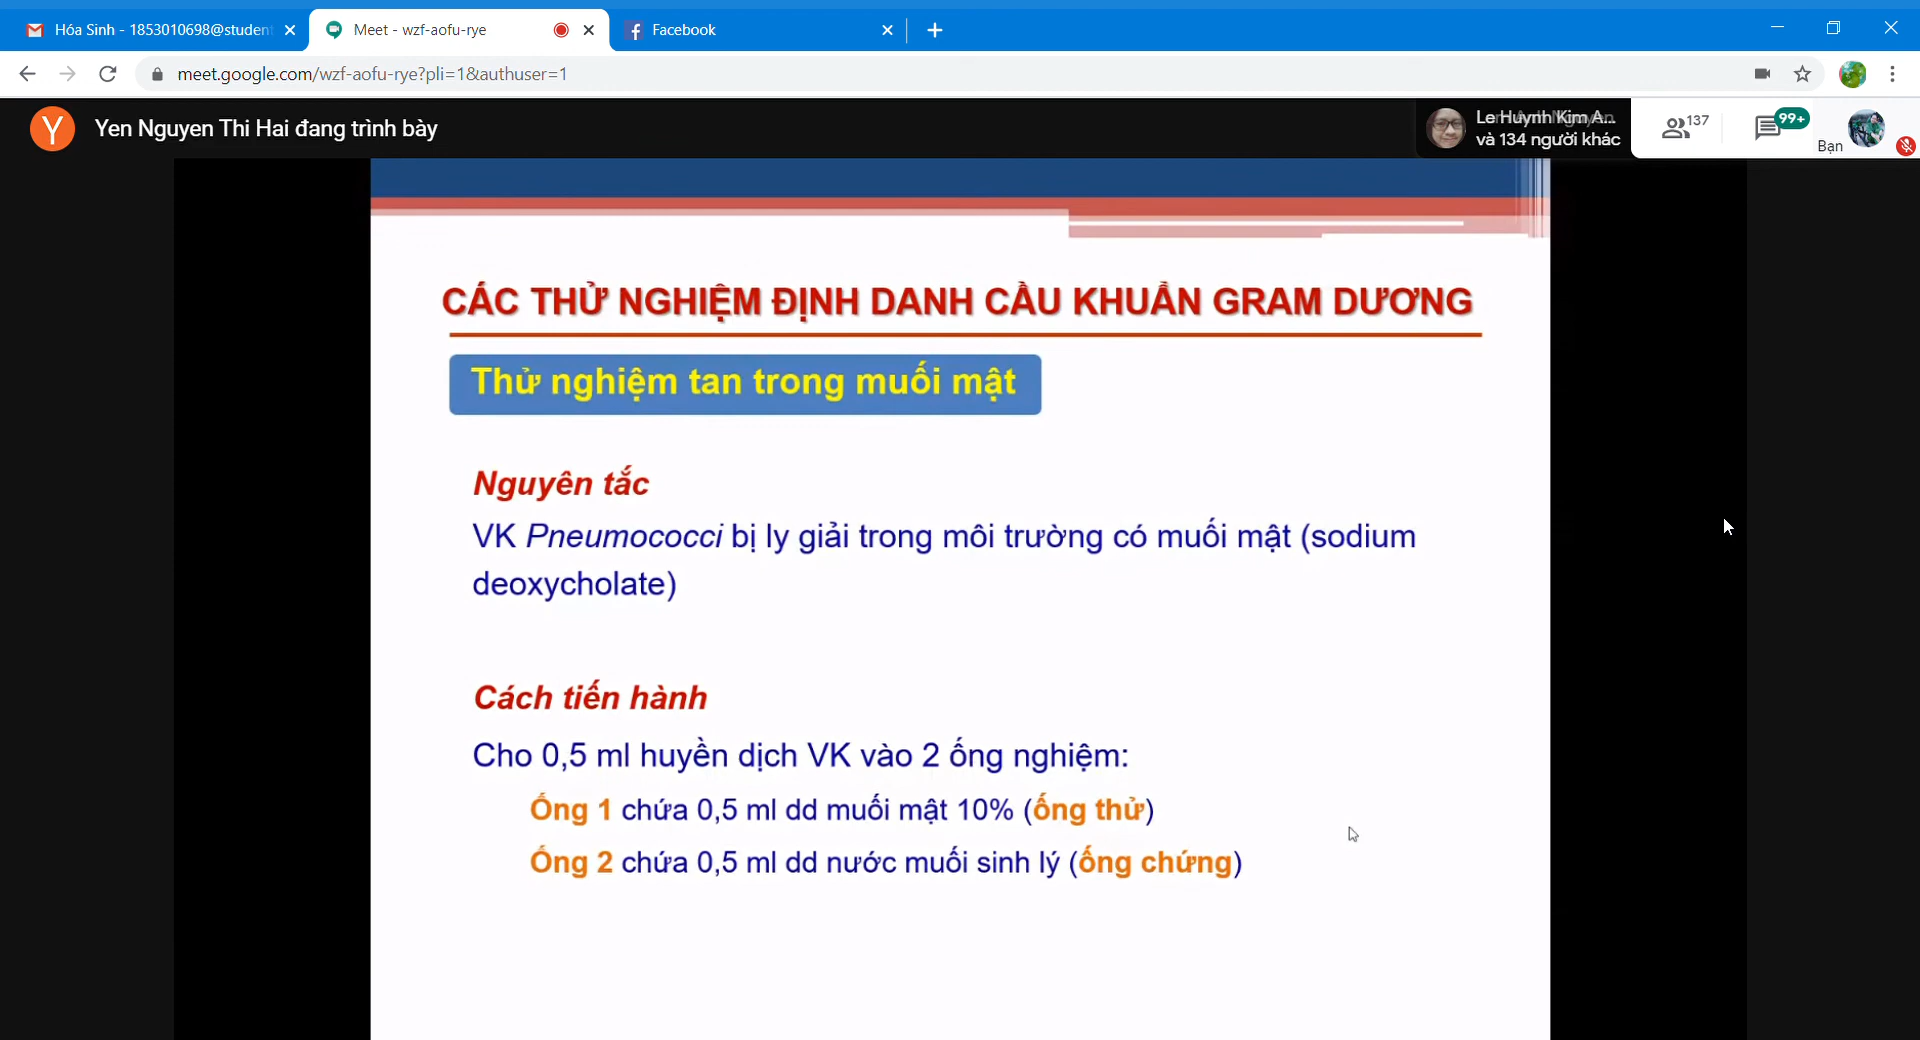 Hóa Sinh - 1853010698@student
Meet - wzf-aofu-rye
Facebook
meet.google.com/wzf-aofu-rye?pli=1&authuser=1
Y
Yen Nguyen Thi Hai đang trình bày
Le Huynh Kim A...
và 134 người khác
137
99+
Bạn
CÁC THỬ NGHIỆM ĐỊNH DANH CẦU KHUẨN GRAM DƯƠNG
Thử nghiệm tan trong muối mật
Nguyên tắc
VK Pneumococci bị ly giải trong môi trường có muối mật (sodium
deoxycholate)
Cách tiến hành
Cho 0,5 ml huyền dịch VK vào 2 ống nghiệm:
Ống 1 chứa 0,5 ml dd muối mật 10% (ống thử)
Ống 2 chứa 0,5 ml dd nước muối sinh lý (ống chứng)